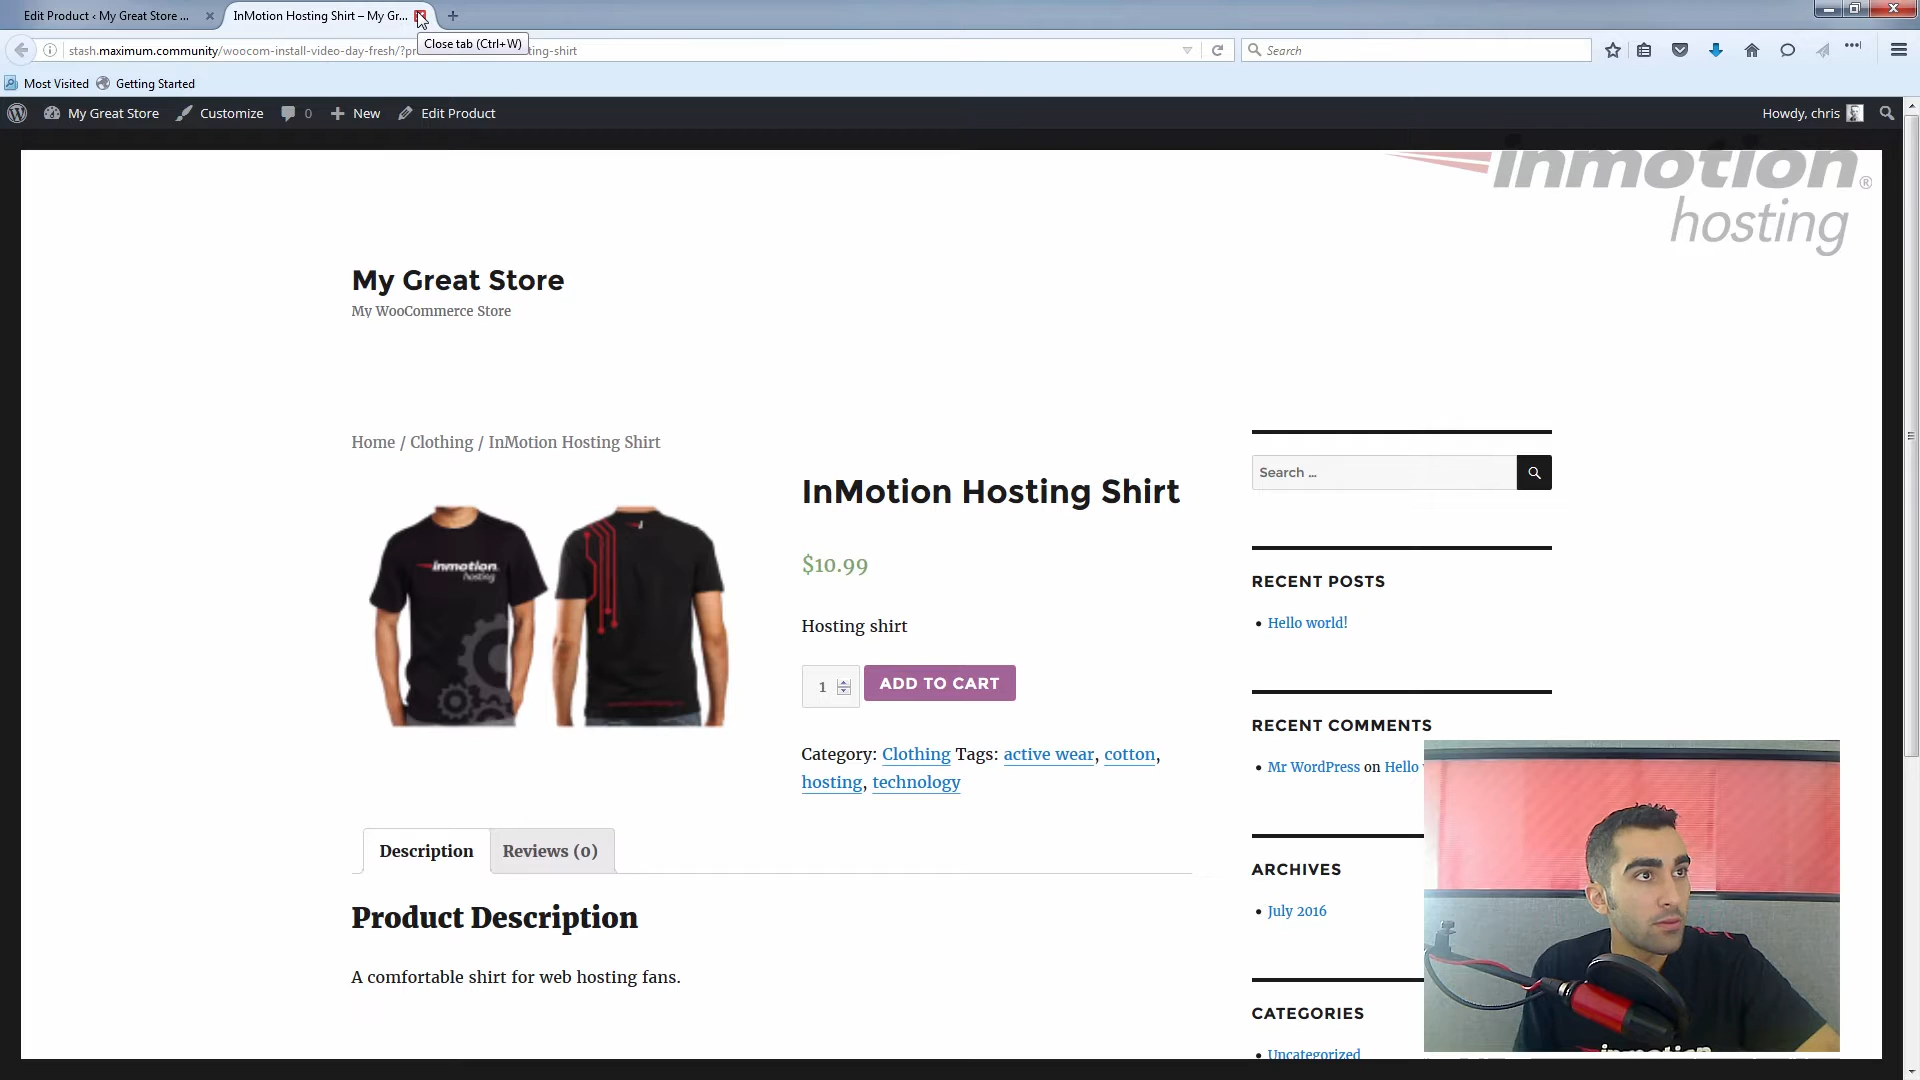 Edit Product ‹ My Great Store ...
InMotion Hosting Shirt – My Gr...
Close tab (Ctrl+W)
stash.maximum.community/woocom-install-video-day-fresh/?pr
ting-shirt
Search
Most Visited
Getting Started
My Great Store
Customize
0
New
Edit Product
Howdy, chris
inmotion®
hosting
My Great Store
My WooCommerce Store
Home / Clothing / InMotion Hosting Shirt
inmotion
hosting
InMotion Hosting Shirt
$10.99
Hosting shirt
1
ADD TO CART
Category: Clothing Tags: active wear, cotton,
hosting, technology
Description
Reviews (0)
Product Description
A comfortable shirt for web hosting fans.
Search ...
RECENT POSTS
Hello world!
RECENT COMMENTS
Mr WordPress on Hello
ARCHIVES
July 2016
CATEGORIES
Uncategorized
inmotion